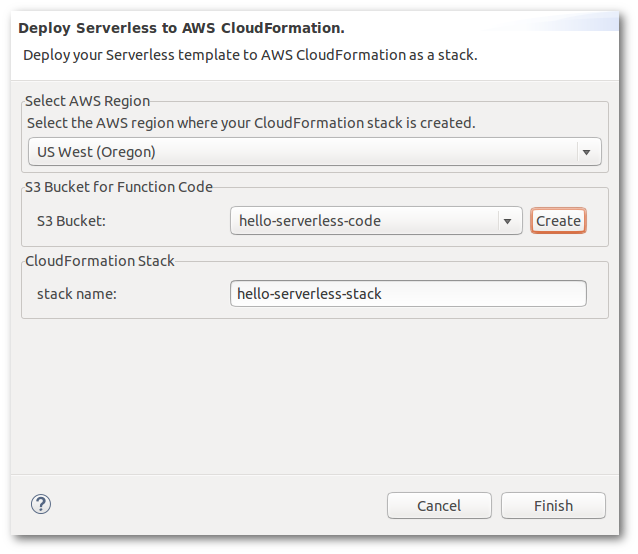 Deploy Serverless to AWS CloudFormation.
Deploy your Serverless template to AWS CloudFormation as a stack.
Select AWS Region
Select the AWS region where your CloudFormation stack is created.
US West (Oregon)
S3 Bucket for Function Code
S3 Bucket: hello-serverless-code Create
CloudFormation Stack
stack name: hello-serverless-stack
? Cancel Finish